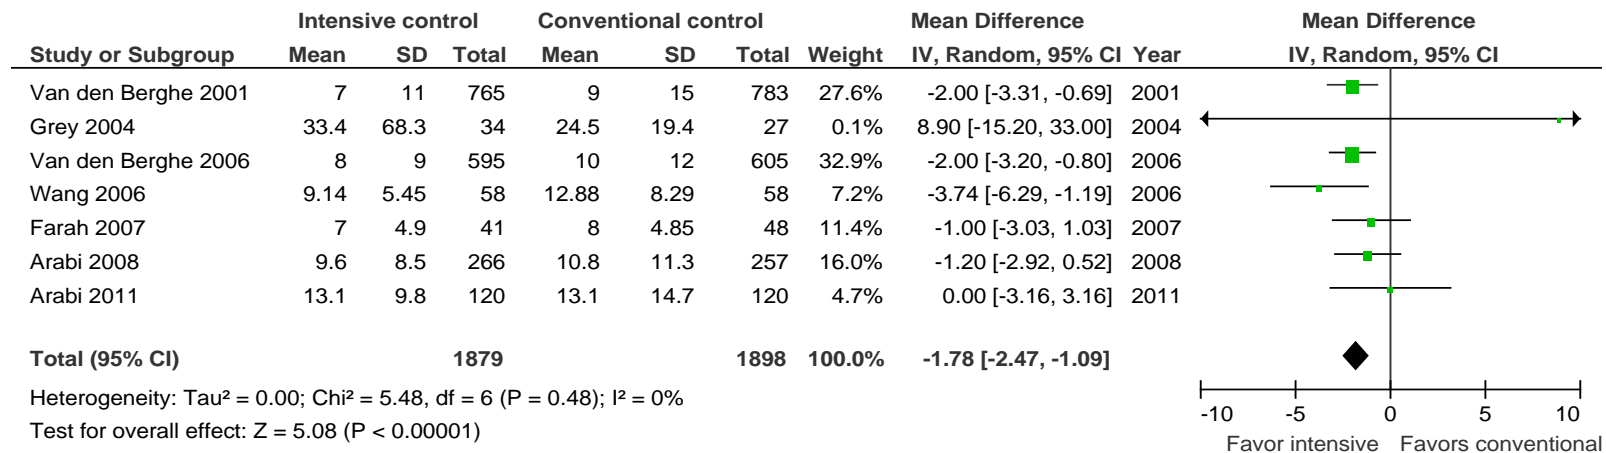 Intensive control Conventional control Mean Difference Mean Difference
Study or Subgroup Mean SD Total Mean SD Total Weight IV, Random, 95% CI Year IV, Random, 95% CI
Van den Berghe 2001 7 11 765 9 15 783 27.6% -2.00 [-3.31, -0.69] 2001
Grey 2004 33.4 68.3 34 24.5 19.4 27 0.1% 8.90 [-15.20, 33.00] 2004
Van den Berghe 2006 8 9 595 10 12 605 32.9% -2.00 [-3.20, -0.80] 2006
Wang 2006 9.14 5.45 58 12.88 8.29 58 7.2% -3.74 [-6.29, -1.19] 2006
Farah 2007 7 4.9 41 8 4.85 48 11.4% -1.00 [-3.03, 1.03] 2007
Arabi 2008 9.6 8.5 266 10.8 11.3 257 16.0% -1.20 [-2.92, 0.52] 2008
Arabi 2011 13.1 9.8 120 13.1 14.7 120 4.7% 0.00 [-3.16, 3.16] 2011
Total (95% CI) 1879 1898 100.0% -1.78 [-2.47, -1.09]
Heterogeneity: Tau² = 0.00; Chi² = 5.48, df = 6 (P = 0.48); I² = 0%
Test for overall effect: Z = 5.08 (P < 0.00001)
-10 -5 0 5 10
Favor intensive Favors conventional